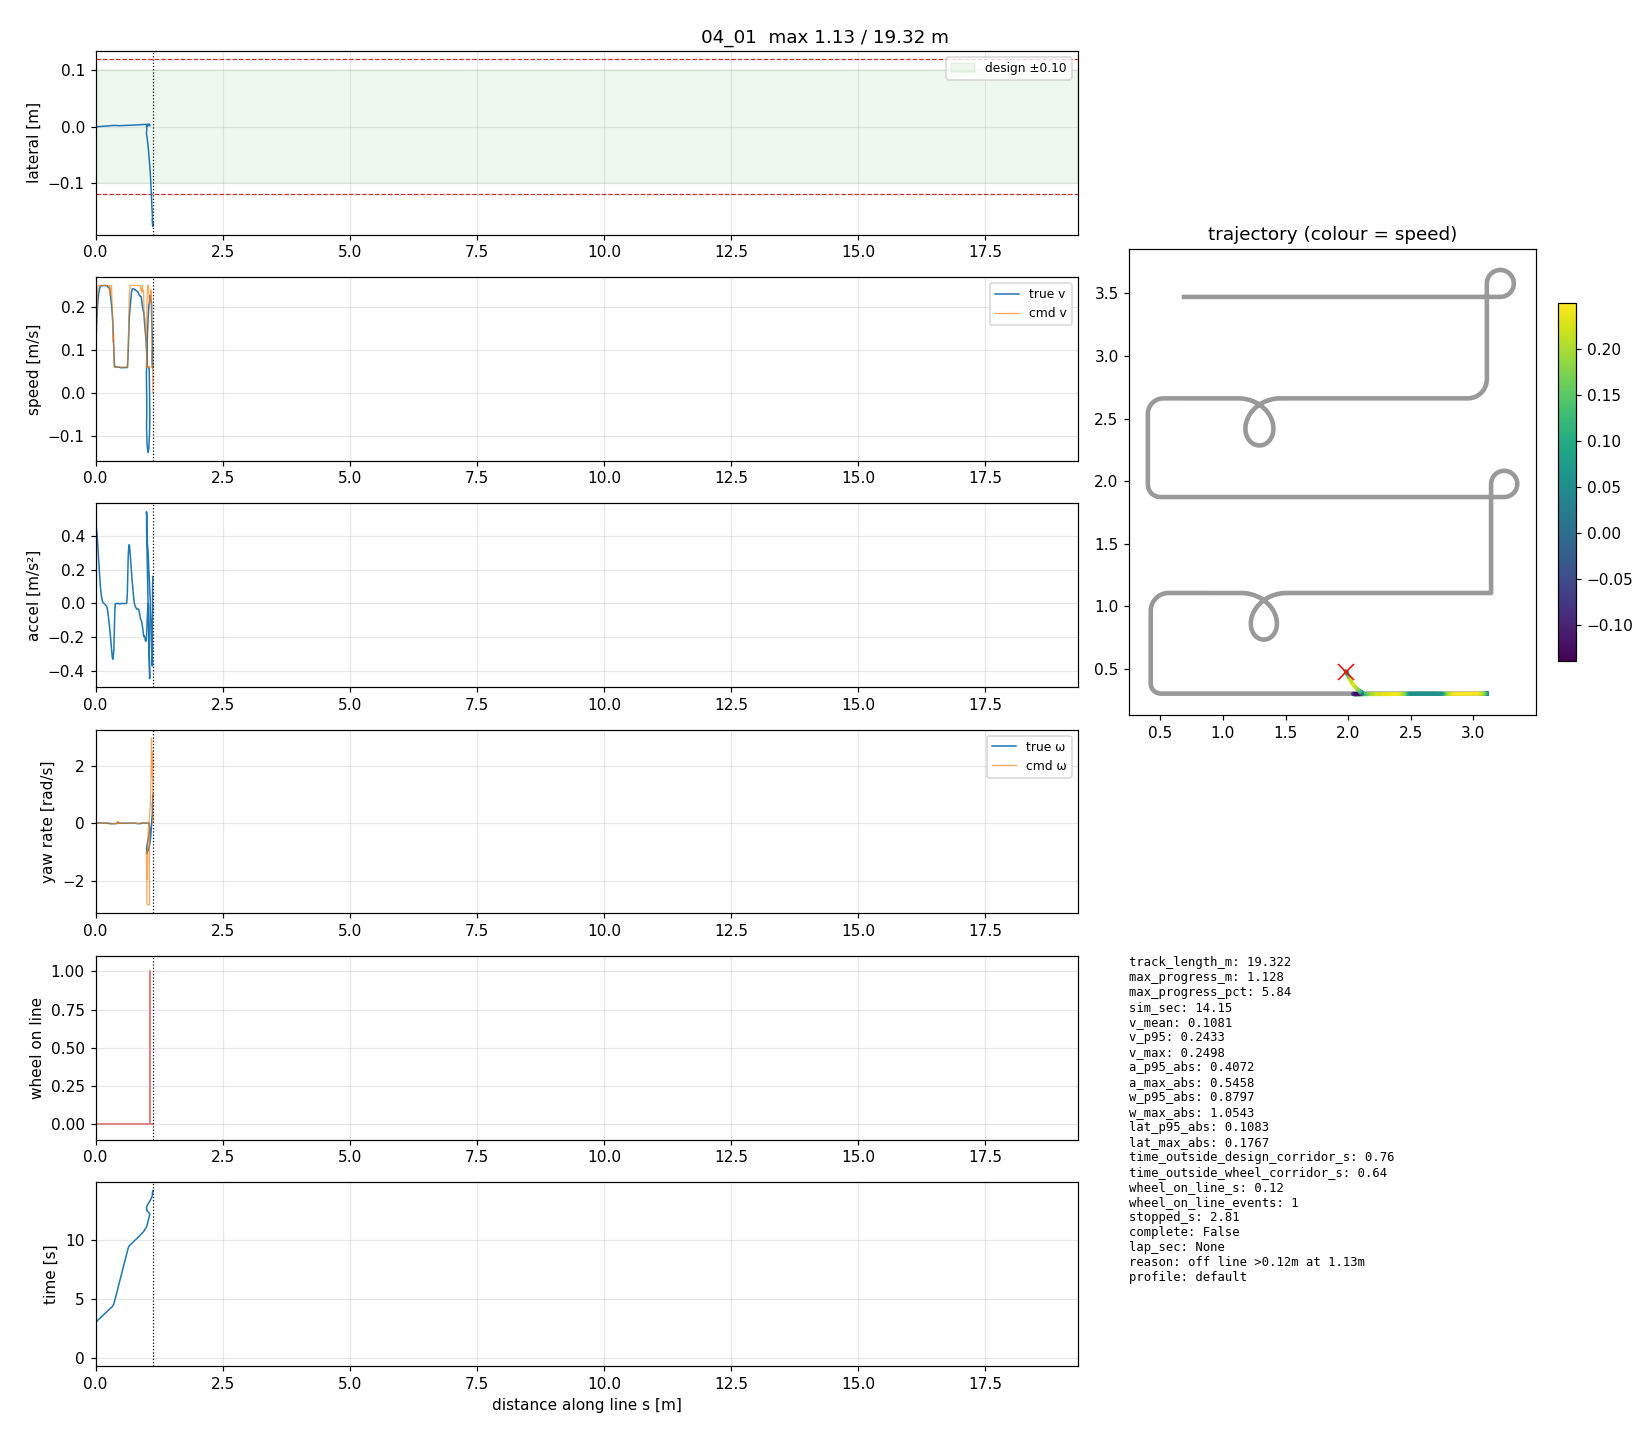 04_01  max 1.13 / 19.32 m
lateral [m]
0.1
0.0
−0.1
design ±0.10
0.0 2.5 5.0 7.5 10.0 12.5 15.0 17.5
speed [m/s]
0.2
0.1
0.0
−0.1
true v
cmd v
0.0 2.5 5.0 7.5 10.0 12.5 15.0 17.5
accel [m/s²]
0.4
0.2
0.0
−0.2
−0.4
0.0 2.5 5.0 7.5 10.0 12.5 15.0 17.5
yaw rate [rad/s]
2
0
−2
true ω
cmd ω
0.0 2.5 5.0 7.5 10.0 12.5 15.0 17.5
wheel on line
1.00
0.75
0.50
0.25
0.00
0.0 2.5 5.0 7.5 10.0 12.5 15.0 17.5
time [s]
10
5
0
0.0 2.5 5.0 7.5 10.0 12.5 15.0 17.5
distance along line s [m]
trajectory (colour = speed)
3.5
3.0
2.5
2.0
1.5
1.0
0.5
0.5 1.0 1.5 2.0 2.5 3.0
0.20
0.15
0.10
0.05
0.00
−0.05
−0.10
track_length_m: 19.322
max_progress_m: 1.128
max_progress_pct: 5.84
sim_sec: 14.15
v_mean: 0.1081
v_p95: 0.2433
v_max: 0.2498
a_p95_abs: 0.4072
a_max_abs: 0.5458
w_p95_abs: 0.8797
w_max_abs: 1.0543
lat_p95_abs: 0.1083
lat_max_abs: 0.1767
time_outside_design_corridor_s: 0.76
time_outside_wheel_corridor_s: 0.64
wheel_on_line_s: 0.12
wheel_on_line_events: 1
stopped_s: 2.81
complete: False
lap_sec: None
reason: off line >0.12m at 1.13m
profile: default